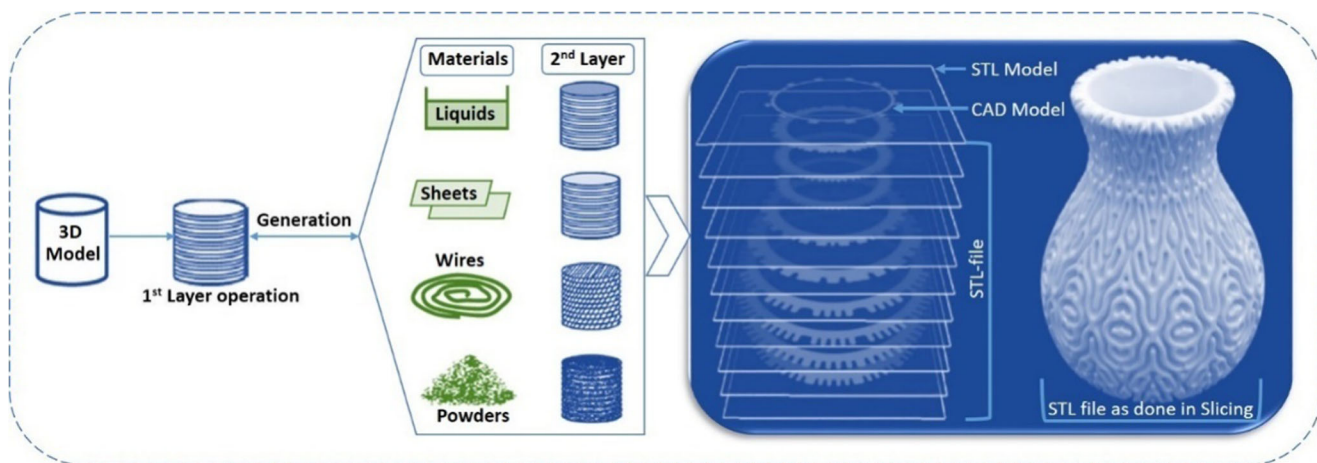 3D
Model
1st Layer operation
Generation
Materials
2nd Layer
Liquids
Sheets
Wires
Powders
STL Model
CAD Model
STL-file
STL file as done in Slicing